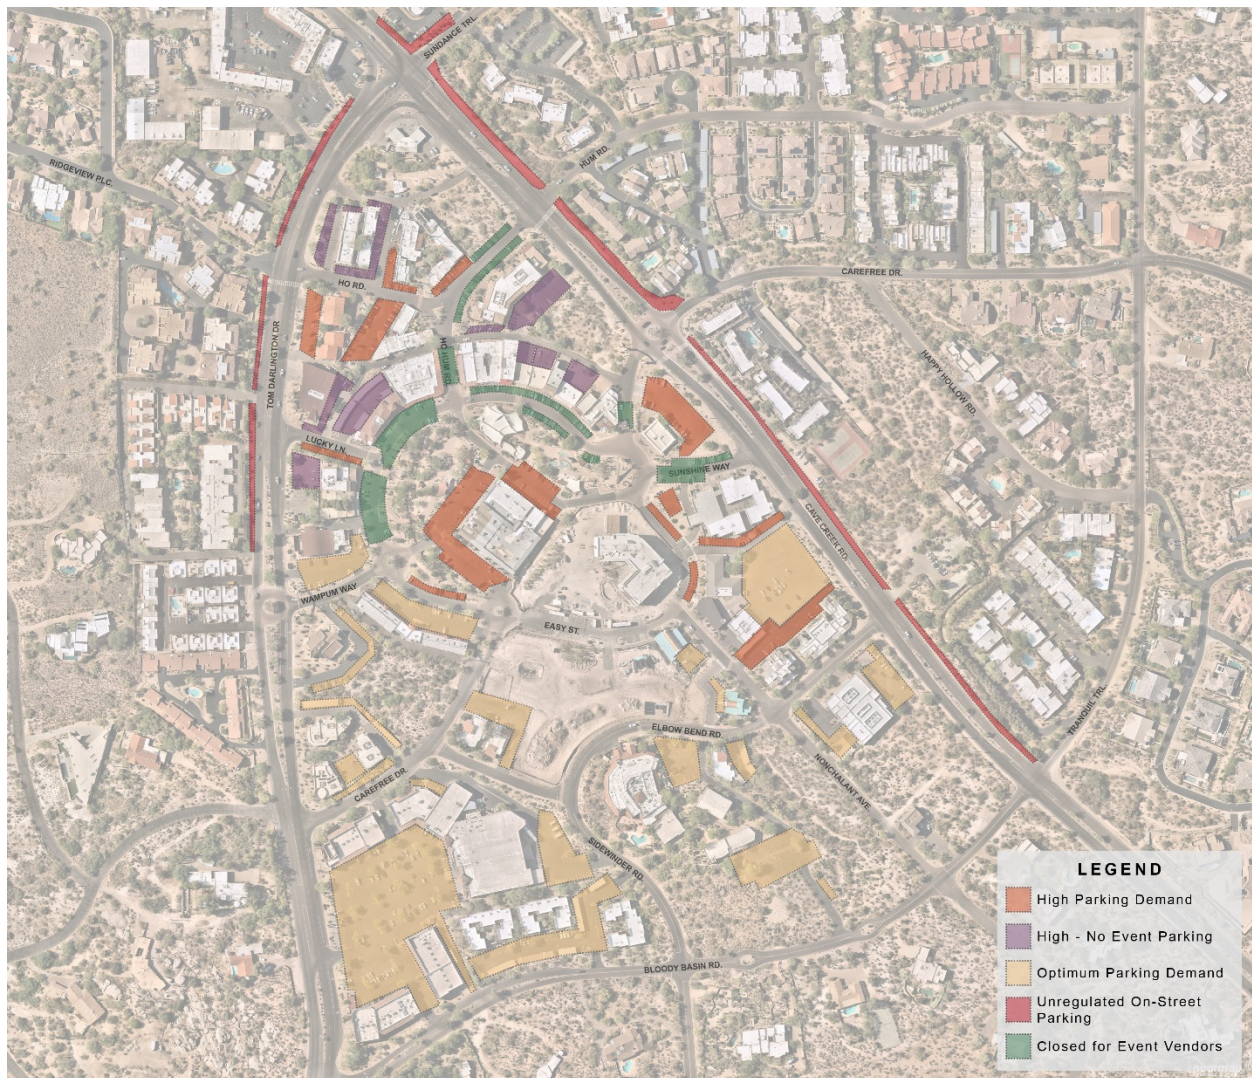 SUNDANCE TRL.
HUM RD.
RIDGEVIEW PLC.
CAREFREE DR.
HO RD.
TOM DARLINGTON DR
HO HUM RD
HAPPY HOLLOW RD.
LUCKY LN.
SUNSHINE WAY
CAVE CREEK RD.
WAMPUM WAY
EASY ST.
TRANQUIL TRL.
ELBOW BEND RD.
NONCHALANT AVE.
CAREFREE DR.
SIDEWINDER RD.
BLOODY BASIN RD.
LEGEND
High Parking Demand
High - No Event Parking
Optimum Parking Demand
Unregulated On-Street
Parking
Closed for Event Vendors